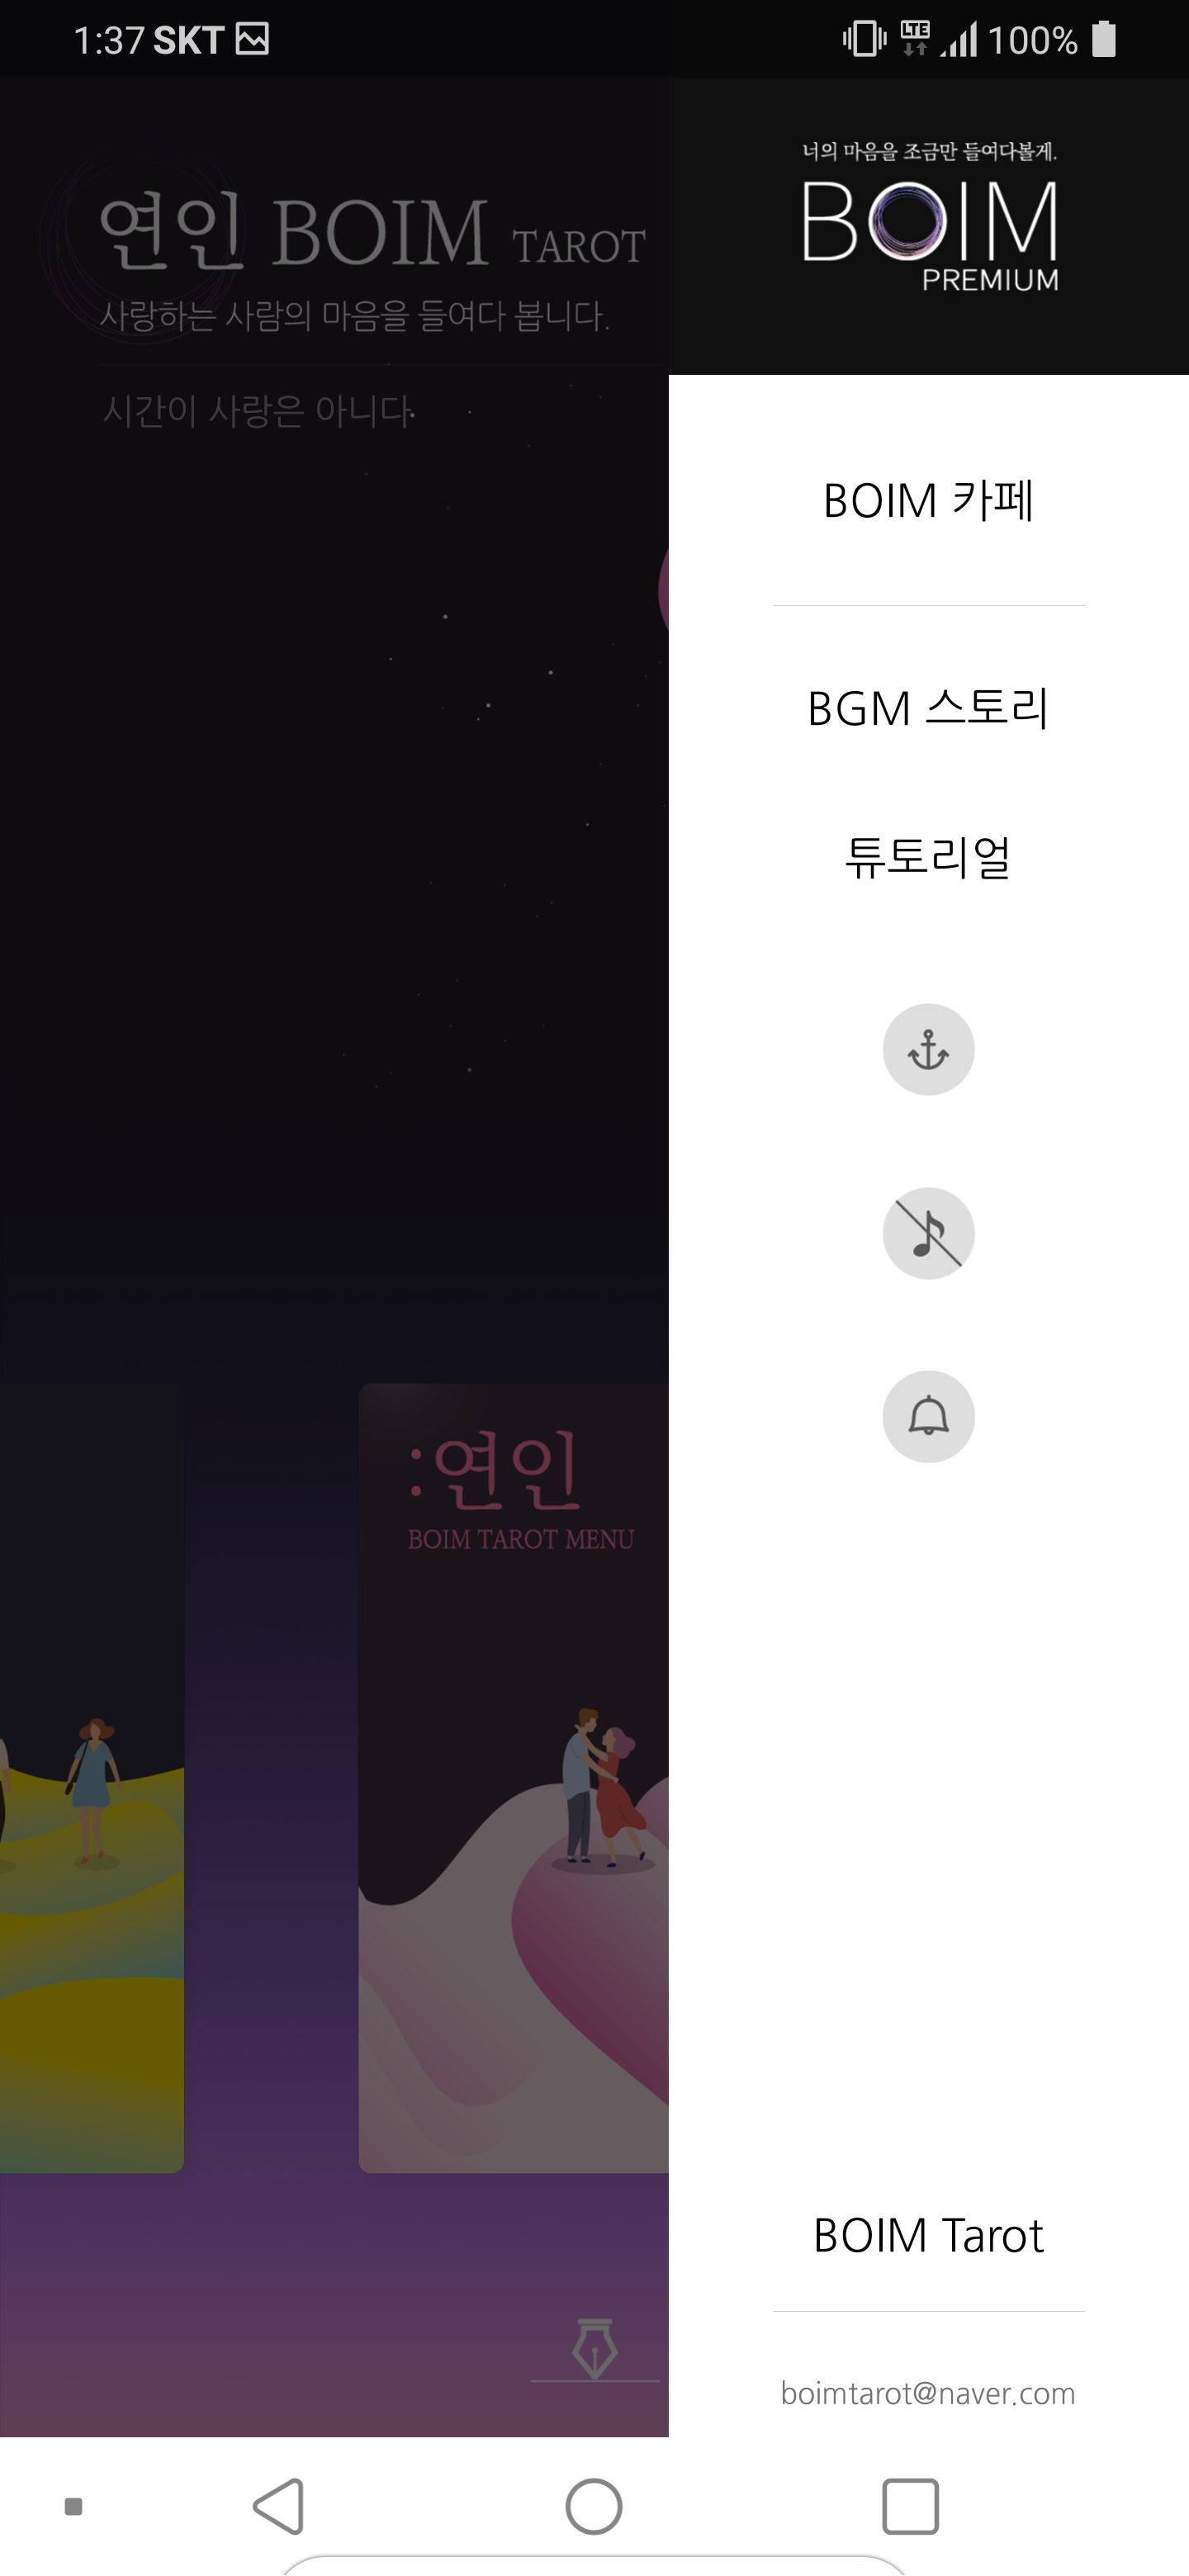 1:37 SKT
LTE
100%
연인 BOIM TAROT
사랑하는 사람의 마음을 들여다 봅니다.
시간이 사랑은 아니다.
:연인
BOIM TAROT MENU
너의 마음을 조금만 들여다볼게.
BOIM
PREMIUM
BOIM 카페
BGM 스토리
튜토리얼
BOIM Tarot
boimtarot@naver.com